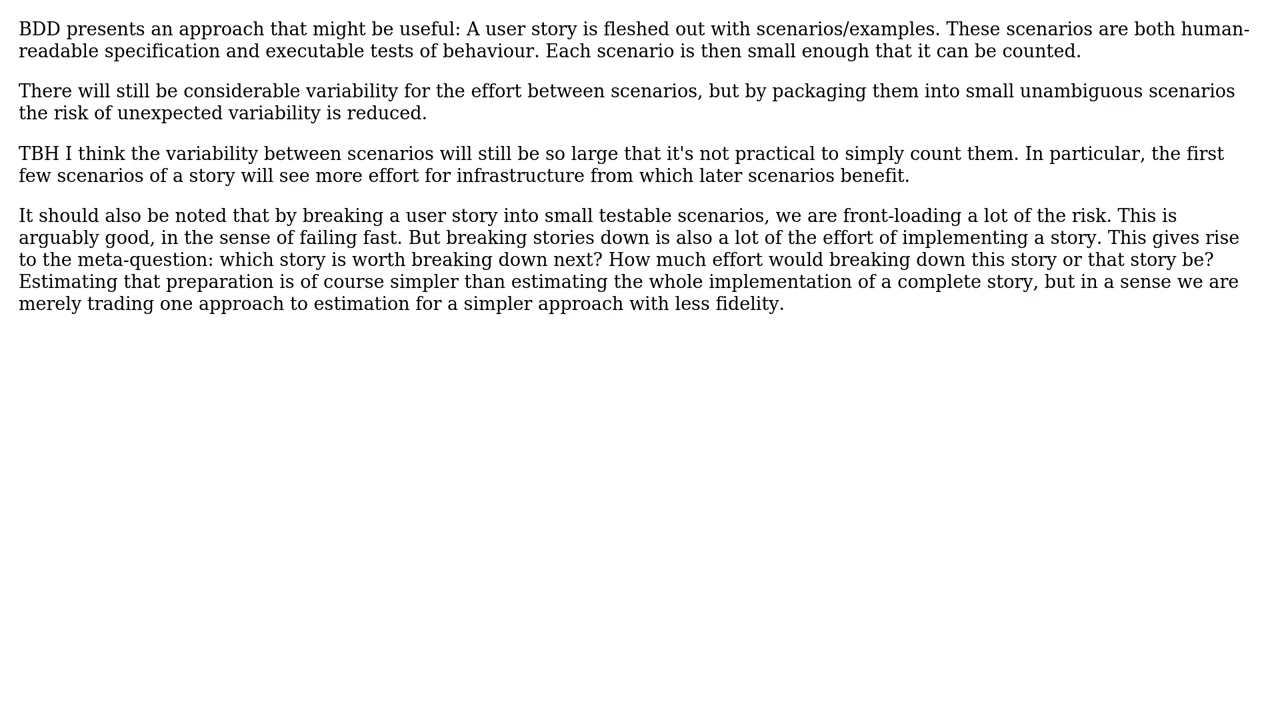 BDD presents an approach that might be useful: A user story is fleshed out with scenarios/examples. These scenarios are both human-
readable specification and executable tests of behaviour. Each scenario is then small enough that it can be counted.
There will still be considerable variability for the effort between scenarios, but by packaging them into small unambiguous scenarios
the risk of unexpected variability is reduced.
TBH I think the variability between scenarios will still be so large that it's not practical to simply count them. In particular, the first
few scenarios of a story will see more effort for infrastructure from which later scenarios benefit.
It should also be noted that by breaking a user story into small testable scenarios, we are front-loading a lot of the risk. This is
arguably good, in the sense of failing fast. But breaking stories down is also a lot of the effort of implementing a story. This gives rise
to the meta-question: which story is worth breaking down next? How much effort would breaking down this story or that story be?
Estimating that preparation is of course simpler than estimating the whole implementation of a complete story, but in a sense we are
merely trading one approach to estimation for a simpler approach with less fidelity.